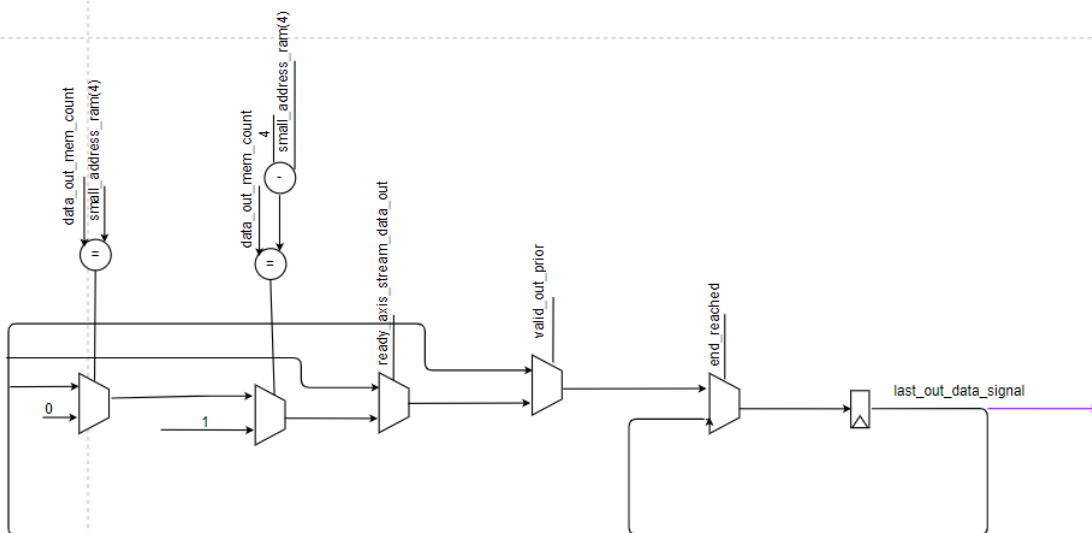 data_out_mem_count
small_address_ram(4)
=
data_out_mem_count
4
small_address_ram(4)
-
=
ready_axis_stream_data_out
valid_out_prior
end_reached
last_out_data_signal
0
1